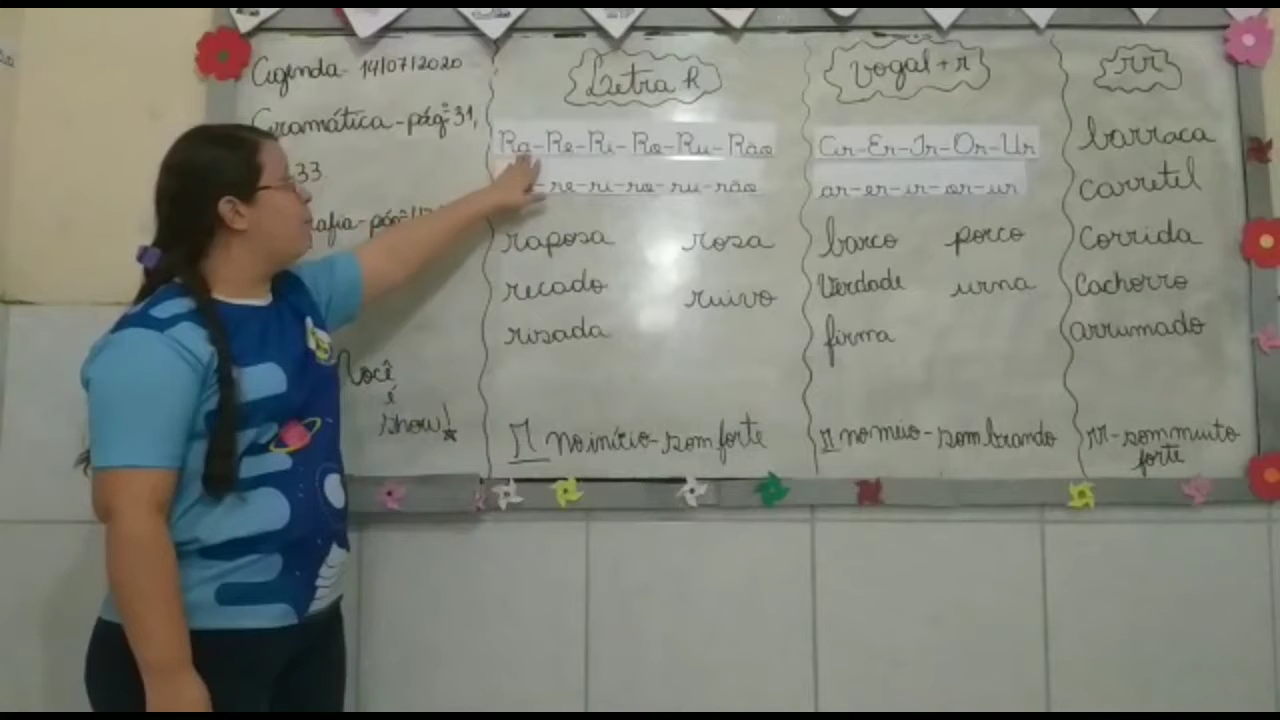 Agenda - 14/07/2020
Gramática - pág= 31,
33
afia - pág=
Você
é
show!
Letra R
Ra-Re-Ri-Ro-Ru-Rão
-re-ri-ro-ru-rão
raposa rosa
recado ruivo
risada
r no início - som forte
Vogal + r
Ar-Er-Ir-Or-Ur
ar-er-ir-or-ur
barco porco
Verdade urna
firma
r no meio - som brando
rr
barraca
carretel
Corrida
Cachorro
arrumado
rr - som muito
forte